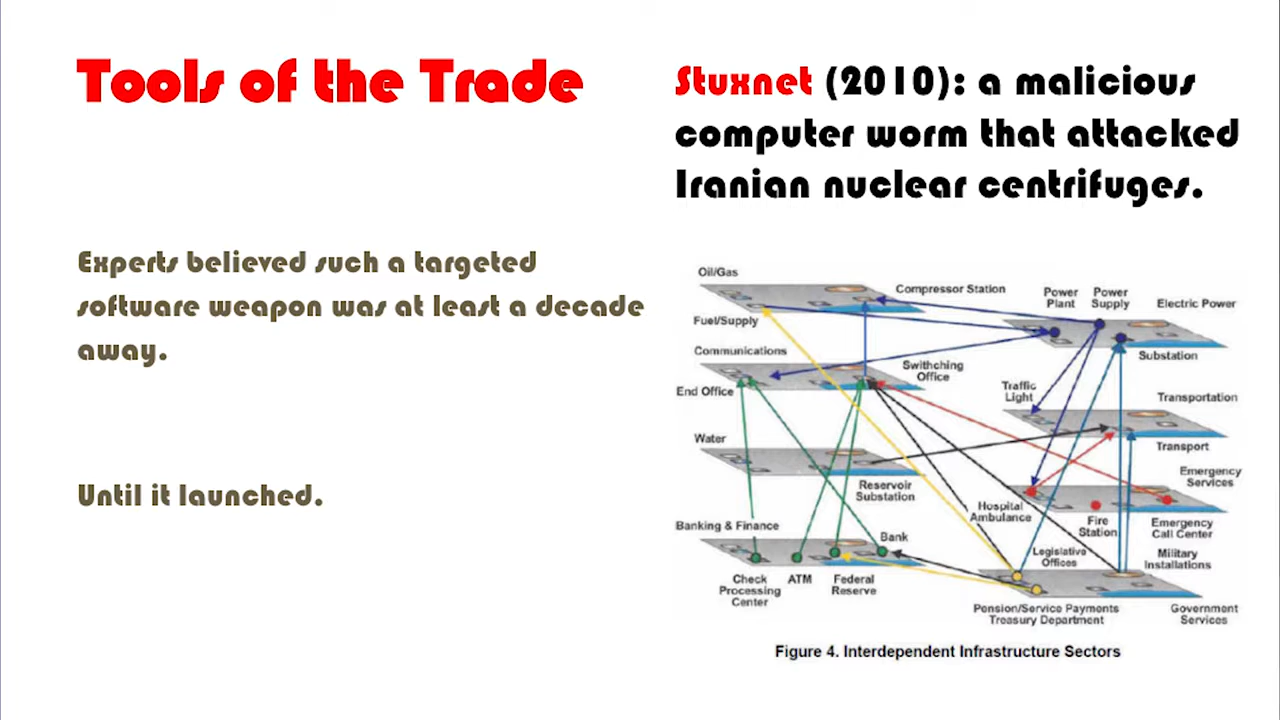 Tools of the Trade
Experts believed such a targeted
software weapon was at least a decade
away.
Until it launched.
Stuxnet (2010): a malicious
computer worm that attacked
Iranian nuclear centrifuges.
Oil/Gas
Compressor Station
Fuel/Supply
Power
Plant
Power
Supply
Electric Power
Substation
Communications
Swithching
Office
End Office
Traffic
Light
Transportation
Transport
Water
Reservoir
Substation
Emergency
Services
Hospital
Ambulance
Fire
Station
Emergency
Call Center
Banking & Finance
Bank
Check
Processing
Center
ATM
Federal
Reserve
Legislative
Offices
Military
Installations
Pension/Service Payments
Treasury Department
Government
Services
Figure 4. Interdependent Infrastructure Sectors